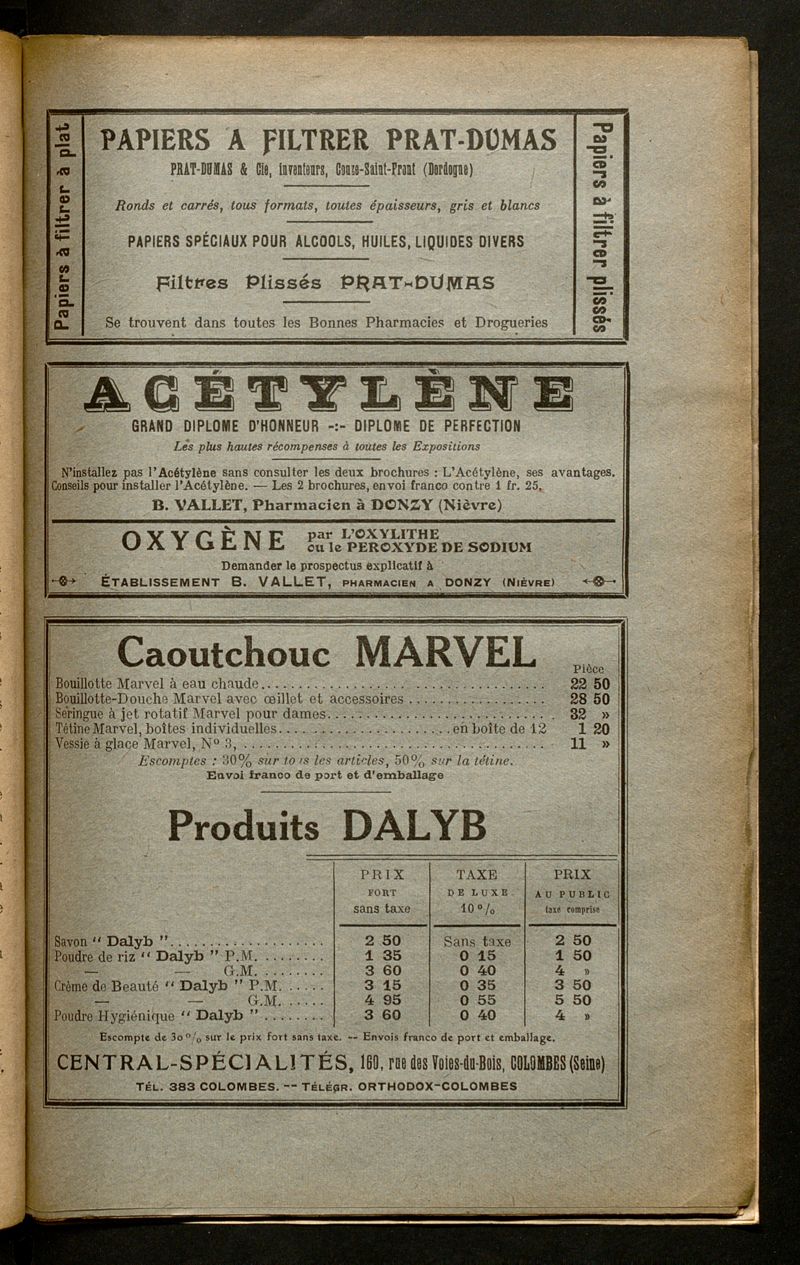 Papiers à filtrer à plat
PAPIERS A FILTRER PRAT-DUMAS
PRAT-DUMAS & Cie, Inventeurs, Couze-Saint-Front (Dordogne)
Ronds et carrés, tous formats, toutes épaisseurs, gris et blancs
PAPIERS SPÉCIAUX POUR ALCOOLS, HUILES, LIQUIDES DIVERS
Filtres Plissés PRAT-DUMAS
Se trouvent dans toutes les Bonnes Pharmacies et Drogueries
Papiers à filtrer plissés
ACÉTYLÈNE
GRAND DIPLOME D'HONNEUR -:- DIPLOME DE PERFECTION
Les plus hautes récompenses à toutes les Expositions
N'installez pas l'Acétylène sans consulter les deux brochures : L'Acétylène, ses avantages.
Conseils pour installer l'Acétylène. — Les 2 brochures, envoi franco contre 1 fr. 25.
B. VALLET, Pharmacien à DONZY (Nièvre)
OXYGÈNE par L'OXYLITHE
ou le PEROXYDE DE SODIUM
Demander le prospectus explicatif à
ÉTABLISSEMENT B. VALLET, PHARMACIEN A DONZY (NIÈVRE)
Caoutchouc MARVEL
Pièce
Bouillotte Marvel à eau chaude 22 50
Bouillotte-Douche Marvel avec œillet et accessoires 28 50
Seringue à jet rotatif Marvel pour dames 32 »
Tétine Marvel, boîtes individuelles en boîte de 12 1 20
Vessie à glace Marvel, N° 3, 11 »
Escomptes : 30% sur tous les articles, 50% sur la tétine.
Envoi franco de port et d'emballage
Produits DALYB
PRIX TAXE PRIX
FORT DE LUXE AU PUBLIC
sans taxe 10 % taxe comprise
Savon “ Dalyb ” 2 50 Sans taxe 2 50
Poudre de riz “ Dalyb ” P.M. 1 35 0 15 1 50
— — G.M. 3 60 0 40 4 »
Crème de Beauté “ Dalyb ” P.M. 3 15 0 35 3 50
— — G.M. 4 95 0 55 5 50
Poudre Hygiénique “ Dalyb ” 3 60 0 40 4 »
Escompte de 30 % sur le prix fort sans taxe. -- Envois franco de port et emballage.
CENTRAL-SPÉCIALITÉS, 160, rue des Voies-du-Bois, COLOMBES (Seine)
TÉL. 383 COLOMBES. -- TÉLÉGR. ORTHODOX-COLOMBES